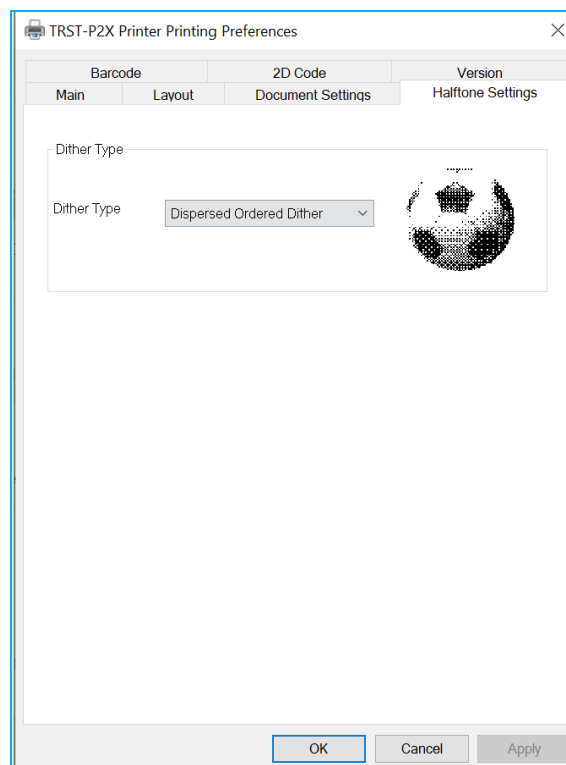 TRST-P2X Printer Printing Preferences
Barcode 2D Code Version
Main Layout Document Settings Halftone Settings
Dither Type
Dither Type Dispersed Ordered Dither
OK Cancel Apply